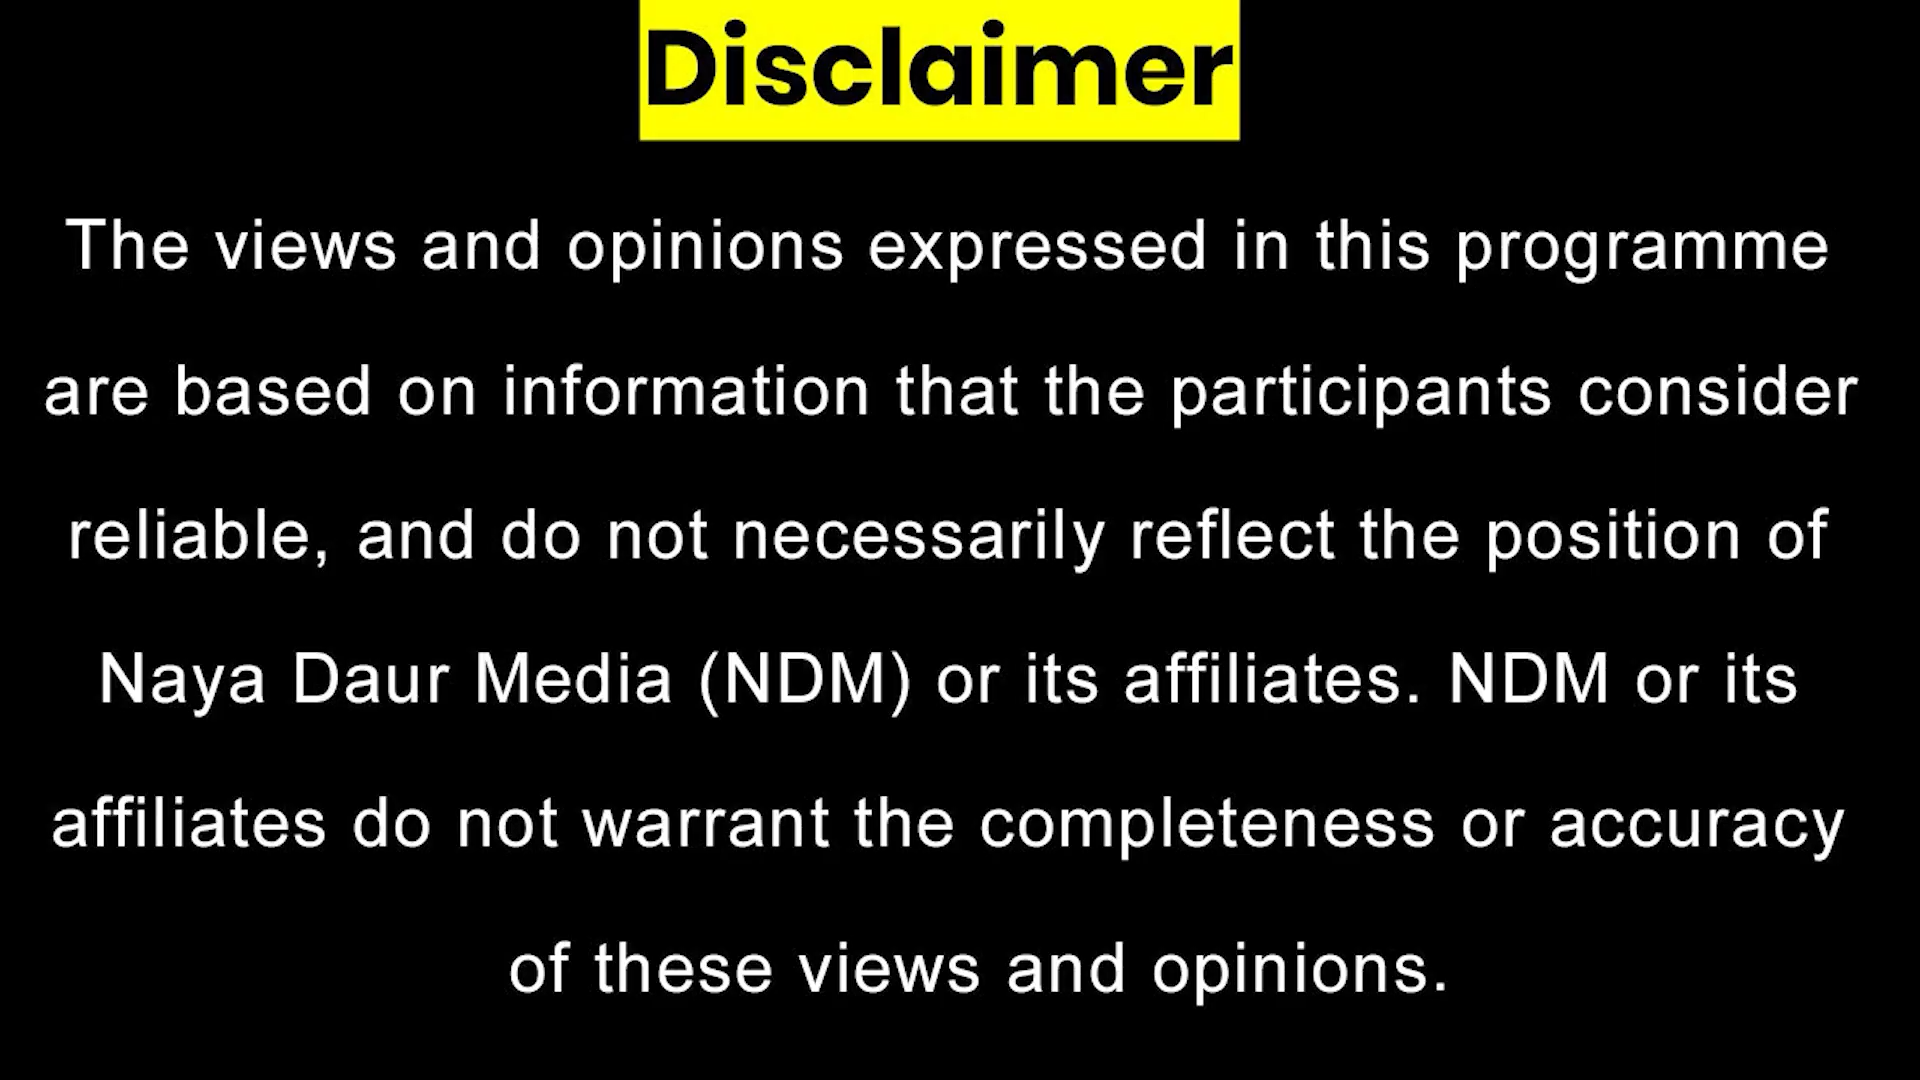 Disclaimer
The views and opinions expressed in this programme
are based on information that the participants consider
reliable, and do not necessarily reflect the position of
Naya Daur Media (NDM) or its affiliates. NDM or its
affiliates do not warrant the completeness or accuracy
of these views and opinions.